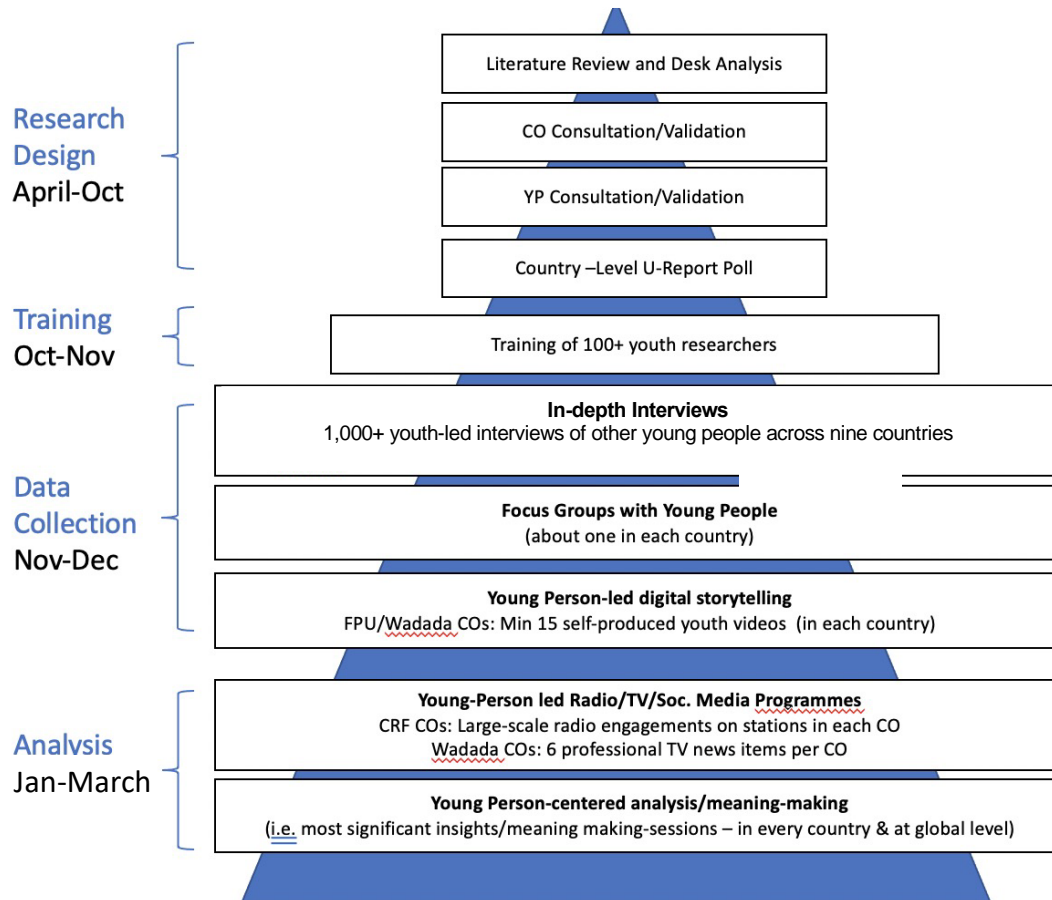 Research
Design
April-Oct
Literature Review and Desk Analysis
CO Consultation/Validation
YP Consultation/Validation
Country –Level U-Report Poll
Training
Oct-Nov
Training of 100+ youth researchers
Data
Collection
Nov-Dec
In-depth Interviews
1,000+ youth-led interviews of other young people across nine countries
Focus Groups with Young People
(about one in each country)
Young Person-led digital storytelling
FPU/Wadada COs: Min 15 self-produced youth videos (in each country)
Analysis
Jan-March
Young-Person led Radio/TV/Soc. Media Programmes
CRF COs: Large-scale radio engagements on stations in each CO
Wadada COs: 6 professional TV news items per CO
Young Person-centered analysis/meaning-making
(i.e. most significant insights/meaning making-sessions – in every country & at global level)